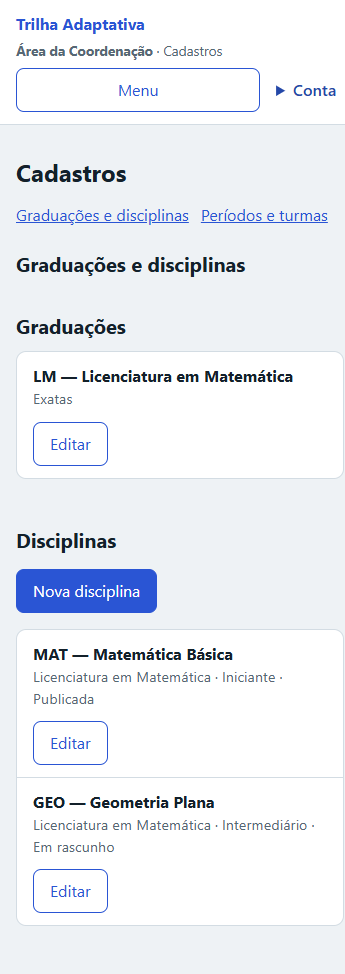 Trilha Adaptativa
Área da Coordenação · Cadastros
Menu
▶ Conta
Cadastros
Graduações e disciplinas Períodos e turmas
Graduações e disciplinas
Graduações
LM — Licenciatura em Matemática
Exatas
Editar
Disciplinas
Nova disciplina
MAT — Matemática Básica
Licenciatura em Matemática · Iniciante ·
Publicada
Editar
GEO — Geometria Plana
Licenciatura em Matemática · Intermediário ·
Em rascunho
Editar